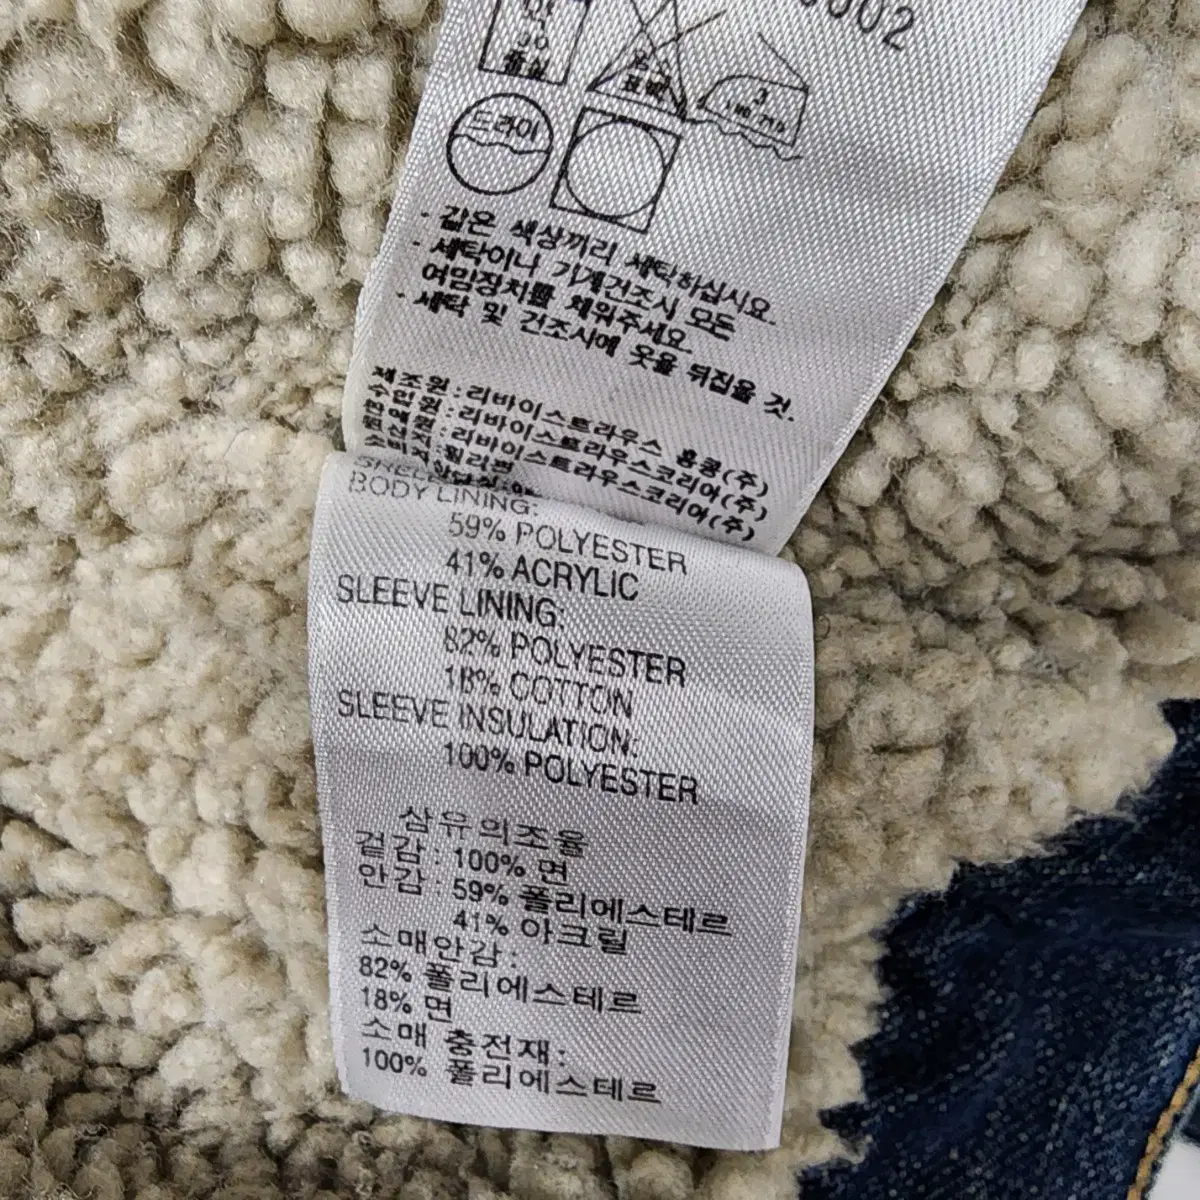 드라이
· 같은 색상끼리 세탁하십시요.
· 세탁이나 기계건조시 모든
여밈장치를 채워주세요.
· 세탁 및 건조시에 옷을 뒤집을 것.
제조원 : 리바이스트라우스 홍콩(주)
수입원 : 리바이스트라우스코리아(주)
판매원 : 리바이스트라우스코리아(주)
원산지 : 필리핀
BODY LINING:
59% POLYESTER
41% ACRYLIC
SLEEVE LINING:
82% POLYESTER
18% COTTON
SLEEVE INSULATION:
100% POLYESTER
섬유의조율
겉감 : 100% 면
안감 : 59% 폴리에스테르
41% 아크릴
소매안감 :
82% 폴리에스테르
18% 면
소매 충전재:
100% 폴리에스테르